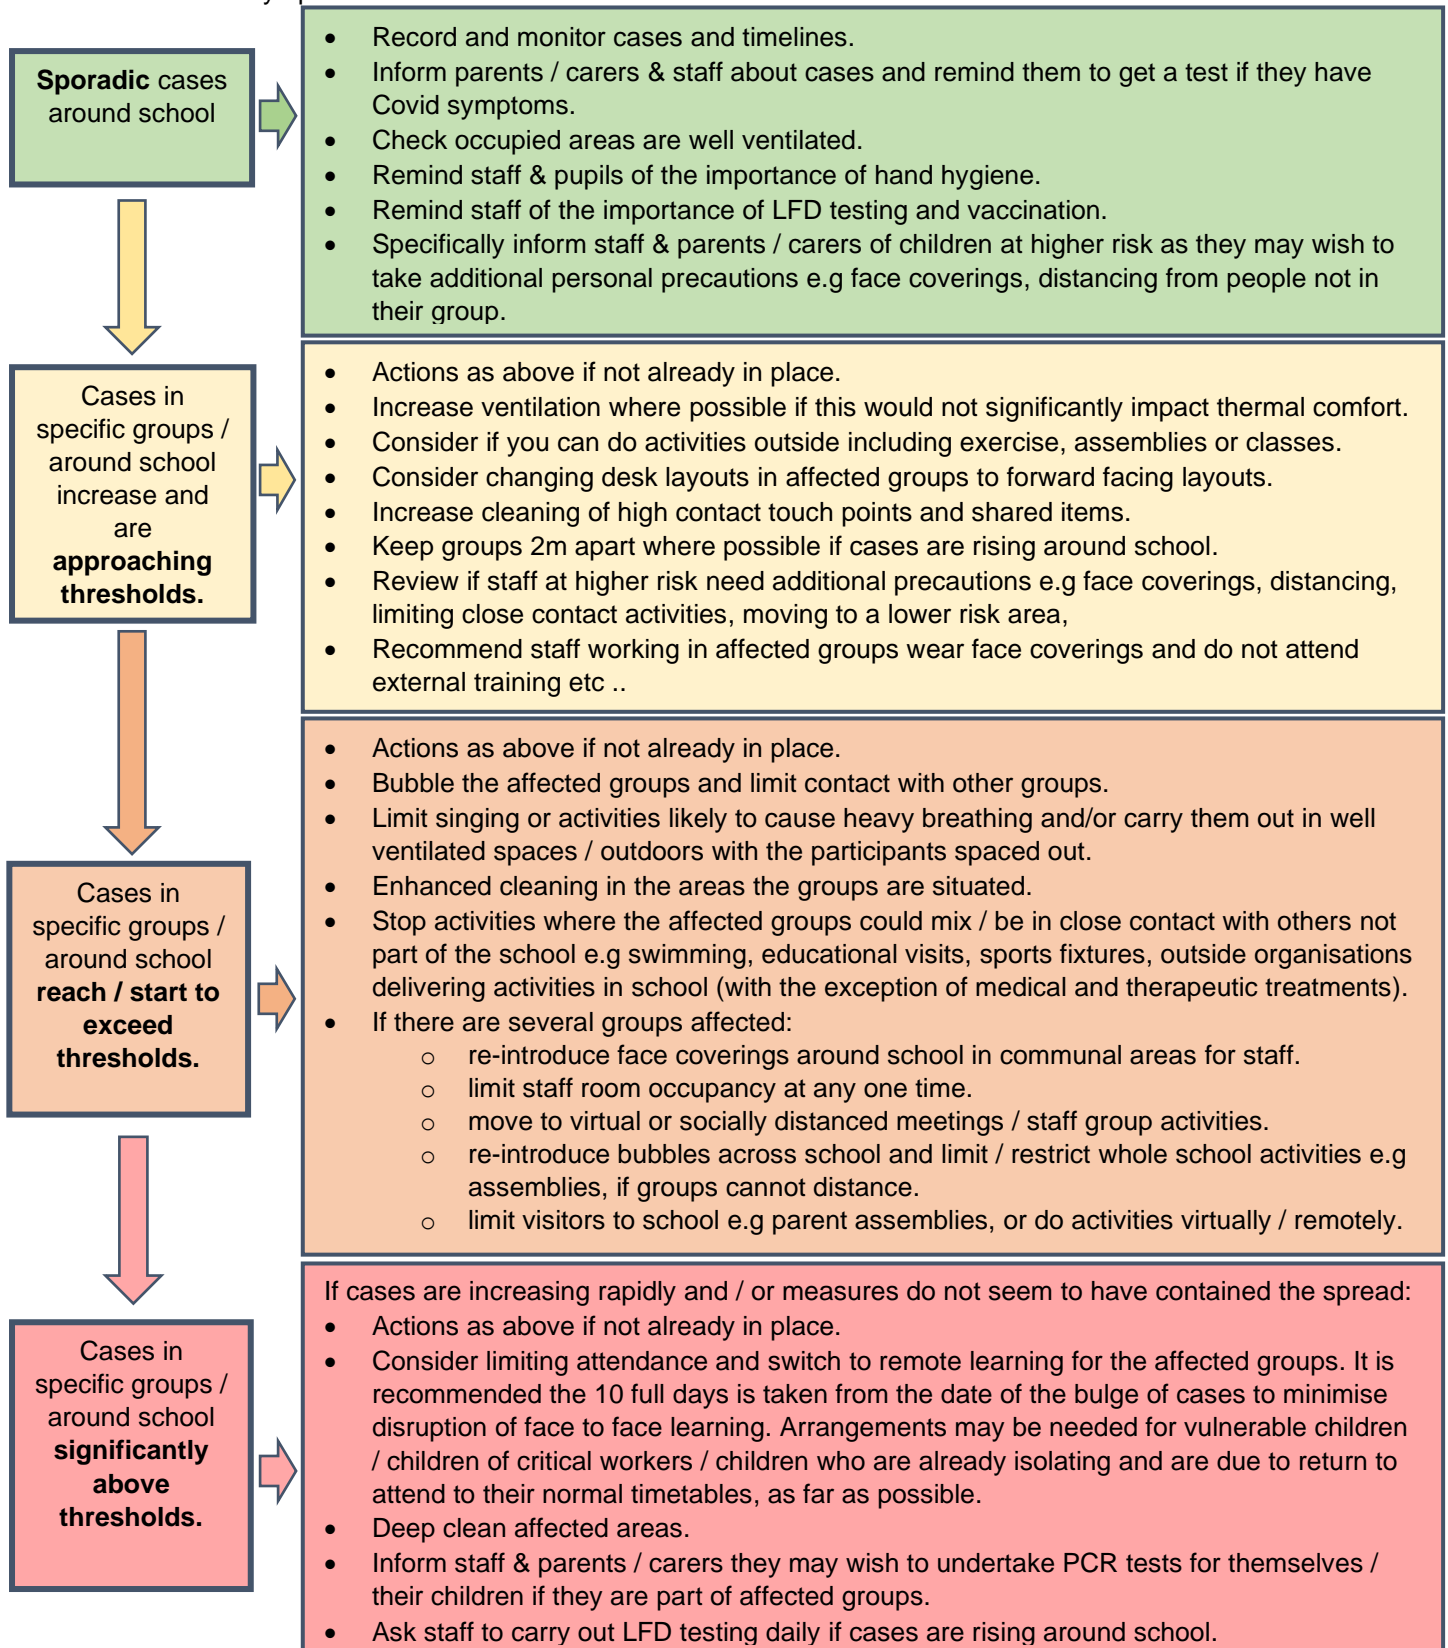 Sporadic cases
around school
• Record and monitor cases and timelines.
• Inform parents / carers & staff about cases and remind them to get a test if they have
Covid symptoms.
• Check occupied areas are well ventilated.
• Remind staff & pupils of the importance of hand hygiene.
• Remind staff of the importance of LFD testing and vaccination.
• Specifically inform staff & parents / carers of children at higher risk as they may wish to
take additional personal precautions e.g face coverings, distancing from people not in
their group.
Cases in
specific groups /
around school
increase and
are
approaching
thresholds.
• Actions as above if not already in place.
• Increase ventilation where possible if this would not significantly impact thermal comfort.
• Consider if you can do activities outside including exercise, assemblies or classes.
• Consider changing desk layouts in affected groups to forward facing layouts.
• Increase cleaning of high contact touch points and shared items.
• Keep groups 2m apart where possible if cases are rising around school.
• Review if staff at higher risk need additional precautions e.g face coverings, distancing,
limiting close contact activities, moving to a lower risk area,
• Recommend staff working in affected groups wear face coverings and do not attend
external training etc ..
Cases in
specific groups /
around school
reach / start to
exceed
thresholds.
• Actions as above if not already in place.
• Bubble the affected groups and limit contact with other groups.
• Limit singing or activities likely to cause heavy breathing and/or carry them out in well
ventilated spaces / outdoors with the participants spaced out.
• Enhanced cleaning in the areas the groups are situated.
• Stop activities where the affected groups could mix / be in close contact with others not
part of the school e.g swimming, educational visits, sports fixtures, outside organisations
delivering activities in school (with the exception of medical and therapeutic treatments).
• If there are several groups affected:
o re-introduce face coverings around school in communal areas for staff.
o limit staff room occupancy at any one time.
o move to virtual or socially distanced meetings / staff group activities.
o re-introduce bubbles across school and limit / restrict whole school activities e.g
assemblies, if groups cannot distance.
o limit visitors to school e.g parent assemblies, or do activities virtually / remotely.
Cases in
specific groups /
around school
significantly
above
thresholds.
If cases are increasing rapidly and / or measures do not seem to have contained the spread:
• Actions as above if not already in place.
• Consider limiting attendance and switch to remote learning for the affected groups. It is
recommended the 10 full days is taken from the date of the bulge of cases to minimise
disruption of face to face learning. Arrangements may be needed for vulnerable children
/ children of critical workers / children who are already isolating and are due to return to
attend to their normal timetables, as far as possible.
• Deep clean affected areas.
• Inform staff & parents / carers they may wish to undertake PCR tests for themselves /
their children if they are part of affected groups.
• Ask staff to carry out LFD testing daily if cases are rising around school.